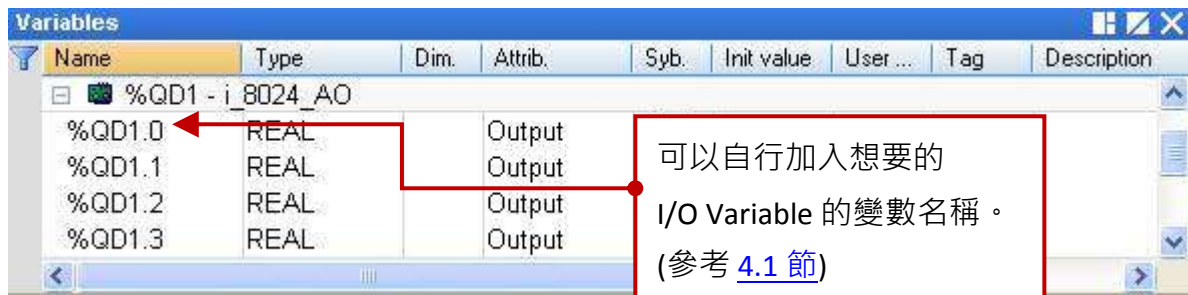 Variables
Name Type Dim. Attrib. Syb. Init value User ... Tag Description
%QD1 - i_8024_AO
%QD1.0 REAL Output
%QD1.1 REAL Output
%QD1.2 REAL Output
%QD1.3 REAL Output
可以自行加入想要的
I/O Variable 的變數名稱。
(參考 4.1 節)